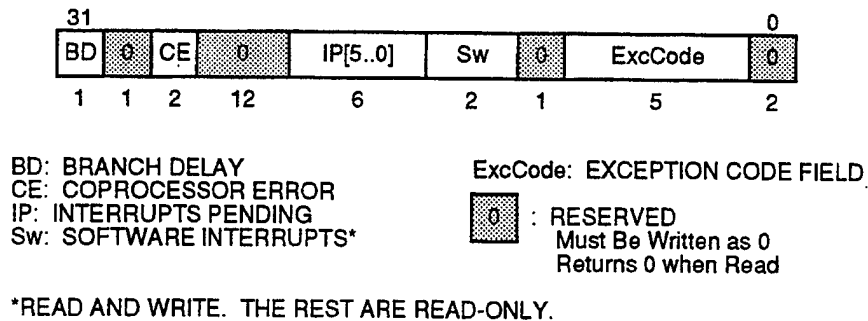 31 0
BD 0 CE 0 IP[5..0] Sw 0 ExcCode 0
1 1 2 12 6 2 1 5 2
BD: BRANCH DELAY
CE: COPROCESSOR ERROR
IP: INTERRUPTS PENDING
Sw: SOFTWARE INTERRUPTS*
ExcCode: EXCEPTION CODE FIELD
0 : RESERVED
Must Be Written as 0
Returns 0 when Read
*READ AND WRITE. THE REST ARE READ-ONLY.